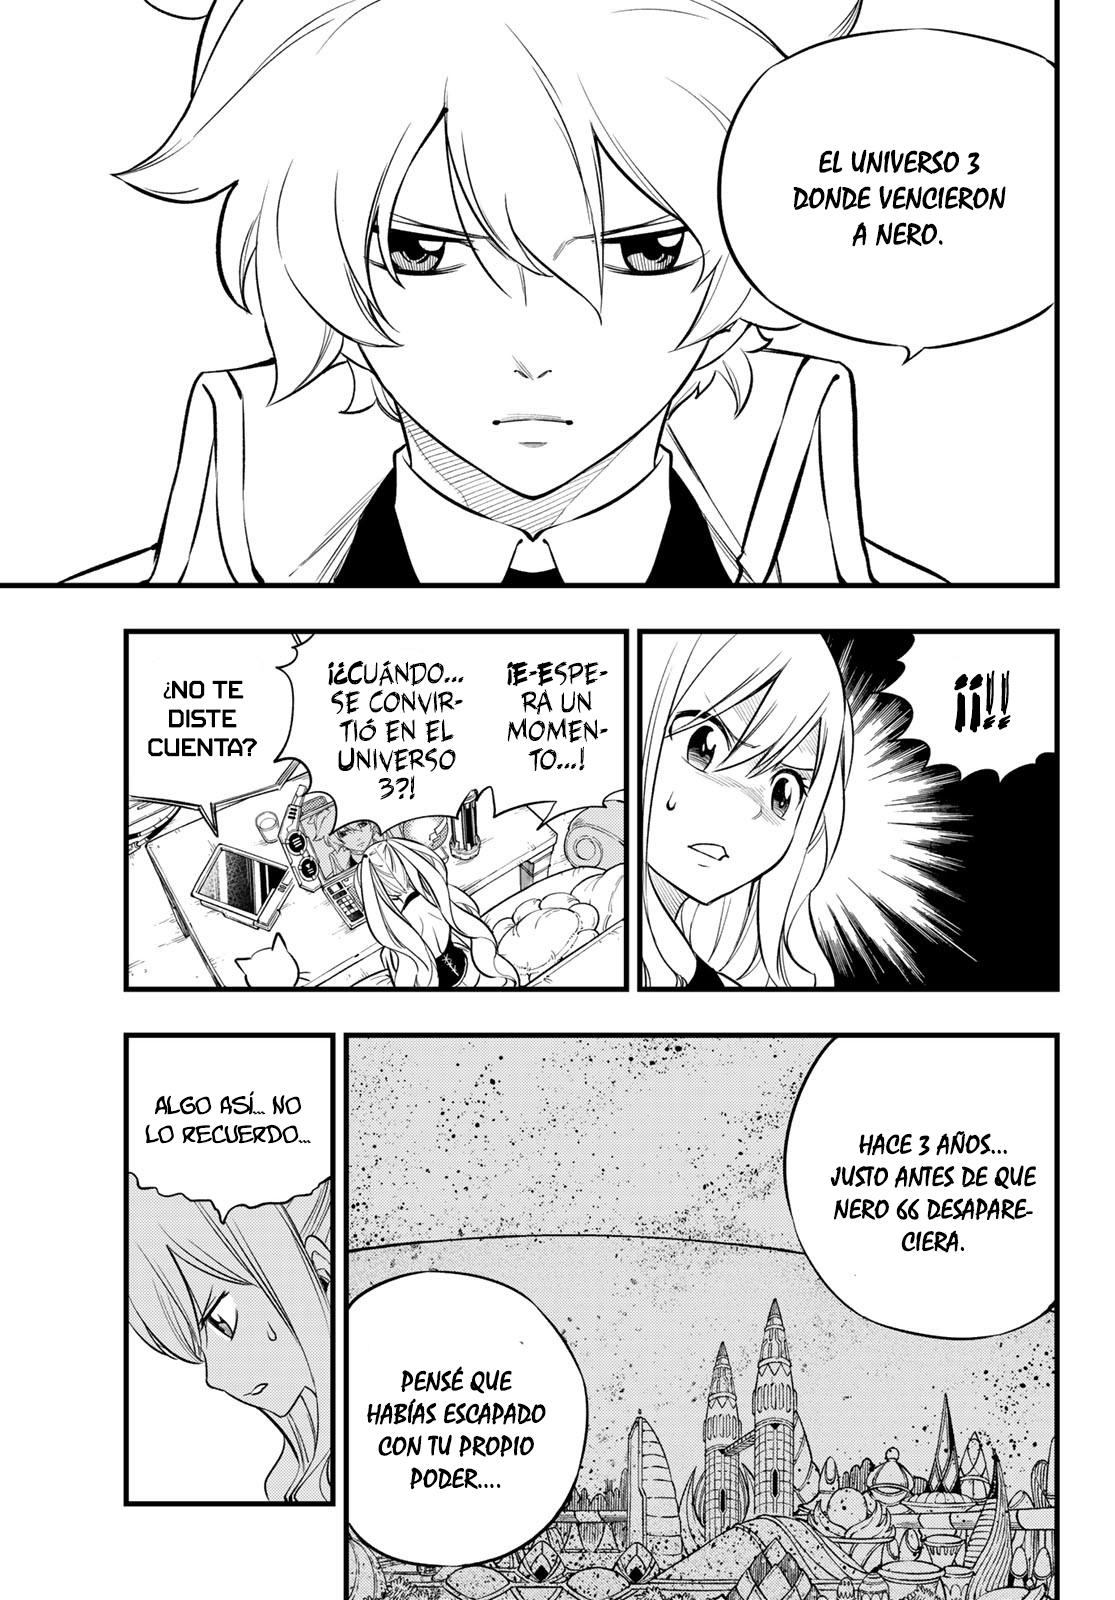 EL UNIVERSO 3
DONDE VENCIERON
A NERO.
¡¡!!
¡E-ESPE-
RA UN
MOMEN-
TO...!
¡¿CUÁNDO...
SE CONVIR-
TIÓ EN EL
UNIVERSO
3?!
¿NO TE
DISTE
CUENTA?
HACE 3 AÑOS...
JUSTO ANTES DE QUE
NERO 66 DESAPARE-
CIERA.
PENSÉ QUE
HABÍAS ESCAPADO
CON TU PROPIO
PODER....
ALGO ASÍ... NO
LO RECUERDO...